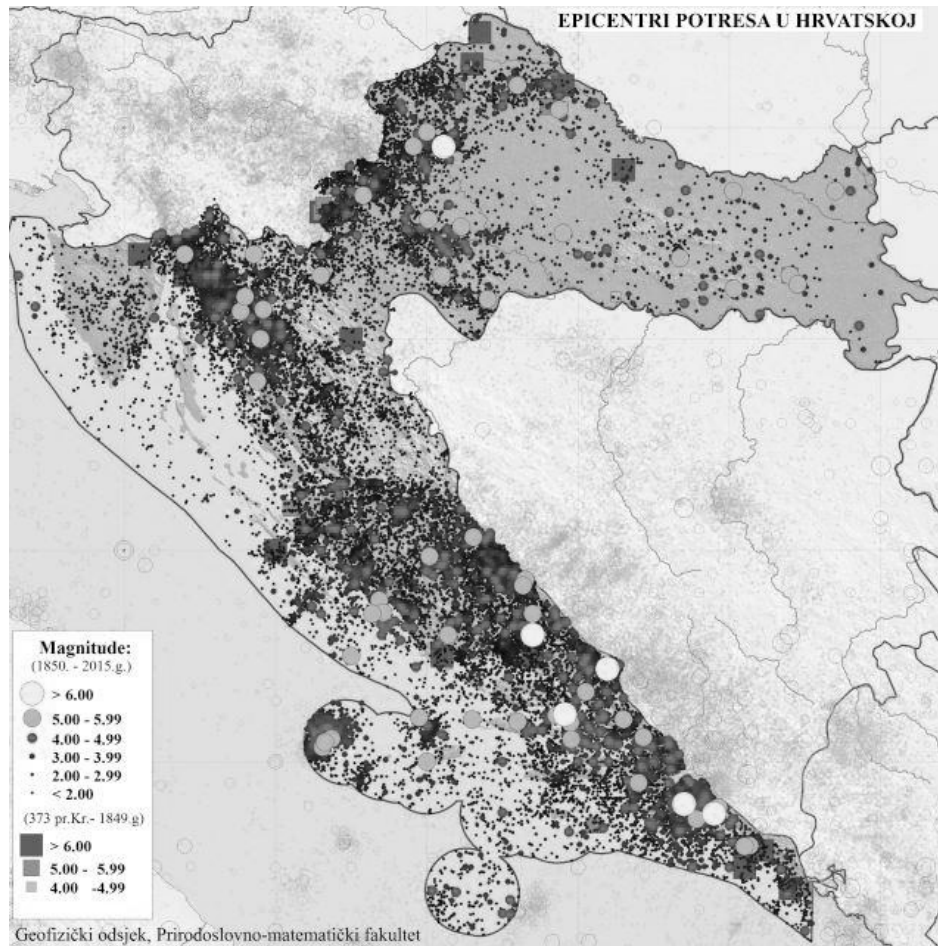 EPICENTRI POTRESA U HRVATSKOJ
Magnitude:
(1850. - 2015.g.)
> 6.00
5.00 - 5.99
4.00 - 4.99
3.00 - 3.99
2.00 - 2.99
< 2.00
(373 pr.Kr.- 1849.g)
> 6.00
5.00 - 5.99
4.00 -4.99
Geofizički odsjek, Prirodoslovno-matematički fakultet